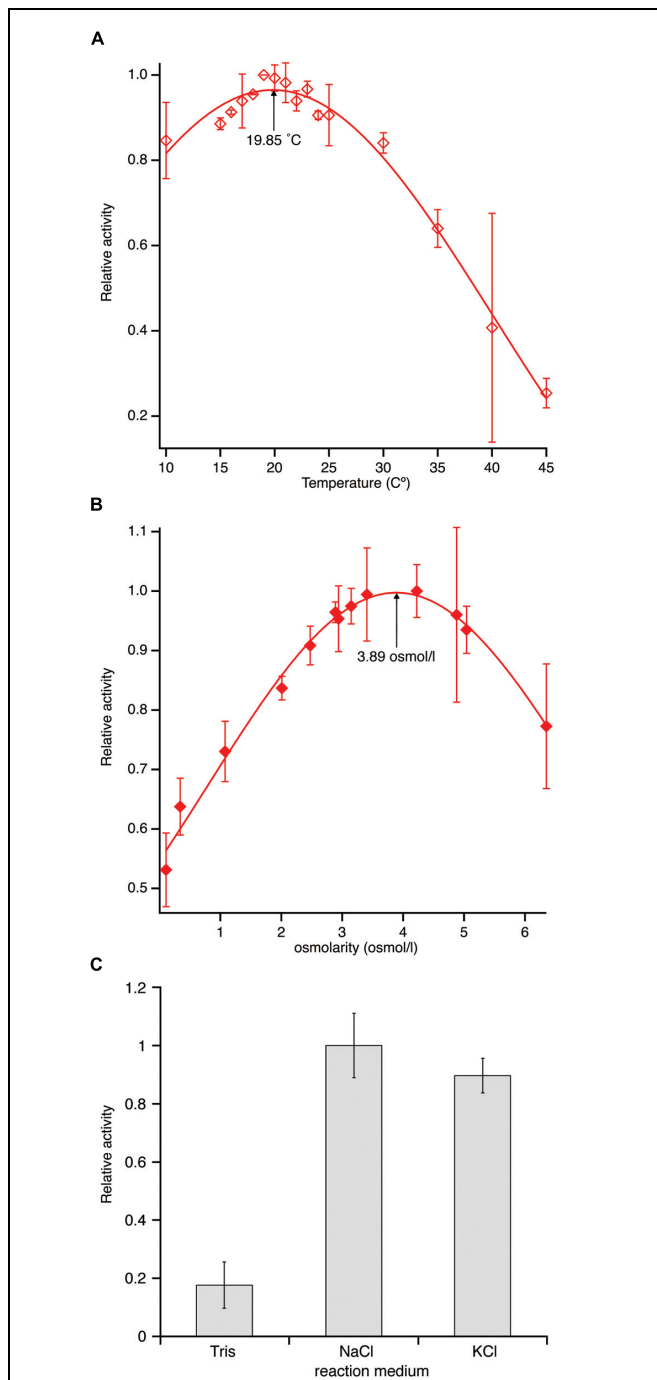 A
1.0
0.8
0.6
0.4
0.2
Relative activity
19.85 ˚C
10 15 20 25 30 35 40 45
Temperature (Cº)
B
1.1
1.0
0.9
0.8
0.7
0.6
0.5
Relative activity
3.89 osmol/l
1 2 3 4 5 6
osmolarity (osmol/l)
C
1.2
1
0.8
0.6
0.4
0.2
0
Relative activity
Tris NaCl KCl
reaction medium